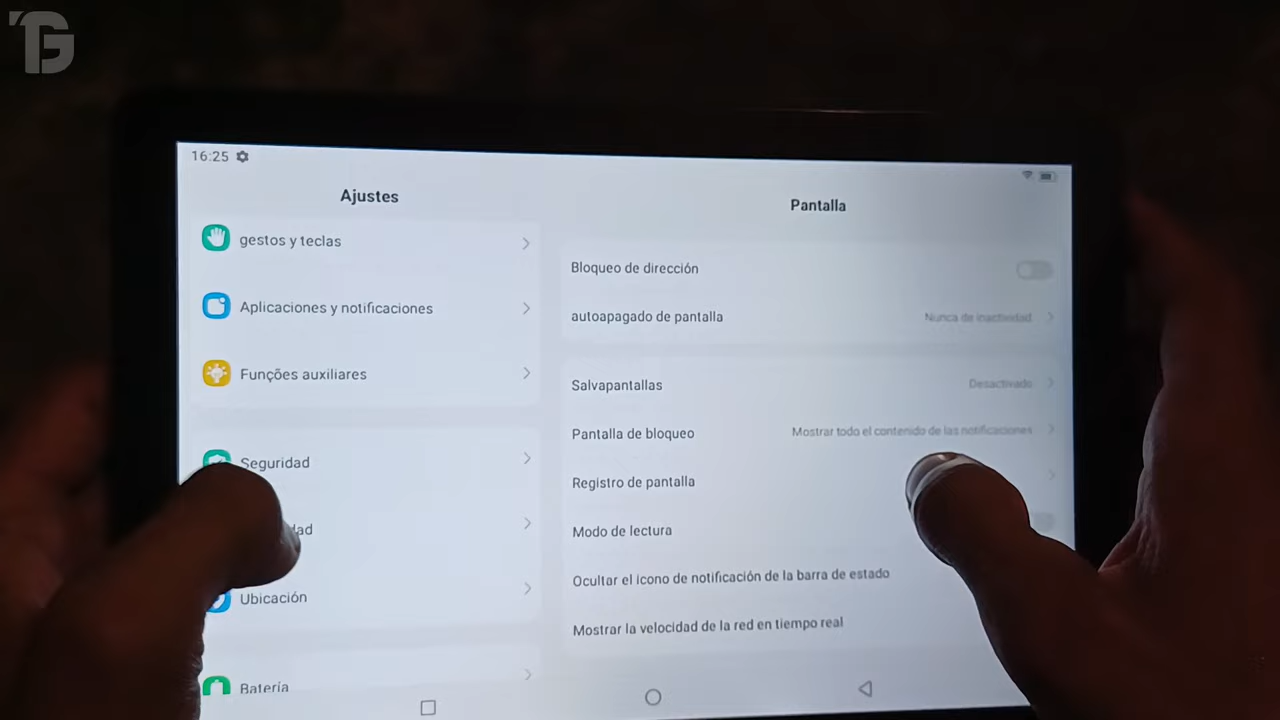 TG
16:25
Ajustes
gestos y teclas
Aplicaciones y notificaciones
Funções auxiliares
Seguridad
dad
Ubicación
Batería
Pantalla
Bloqueo de dirección
autoapagado de pantalla Nunca de inactividad
Salvapantallas Desactivado
Pantalla de bloqueo Mostrar todo el contenido de las notificaciones
Registro de pantalla
Modo de lectura
Ocultar el icono de notificación de la barra de estado
Mostrar la velocidad de la red en tiempo real